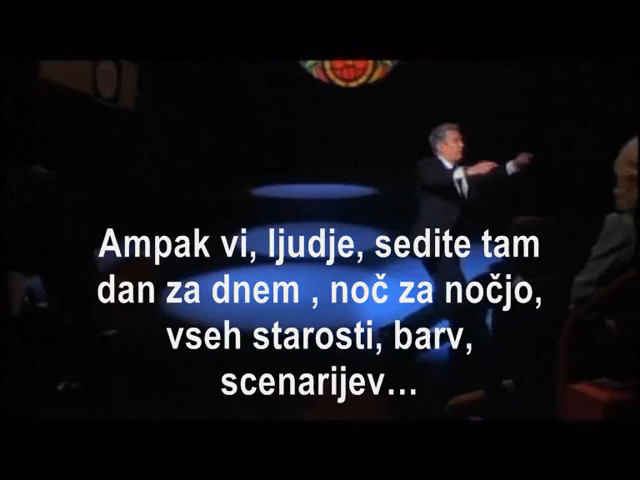 Ampak vi, ljudje, sedite tam
dan za dnem , noč za nočjo,
vseh starosti, barv,
scenarijev...